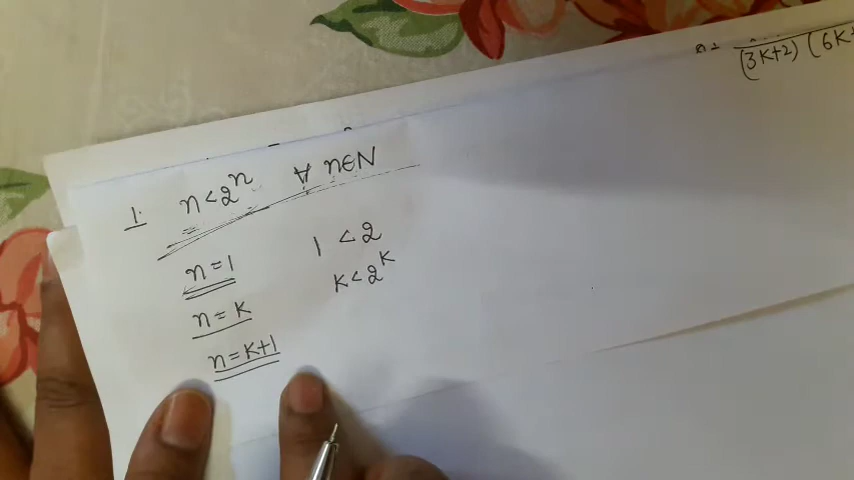 (3K+2) (6K+
1. n<2ⁿ ∀ n∈N
n=1 1 < 2
n=K K<2ᴷ
n=K+1